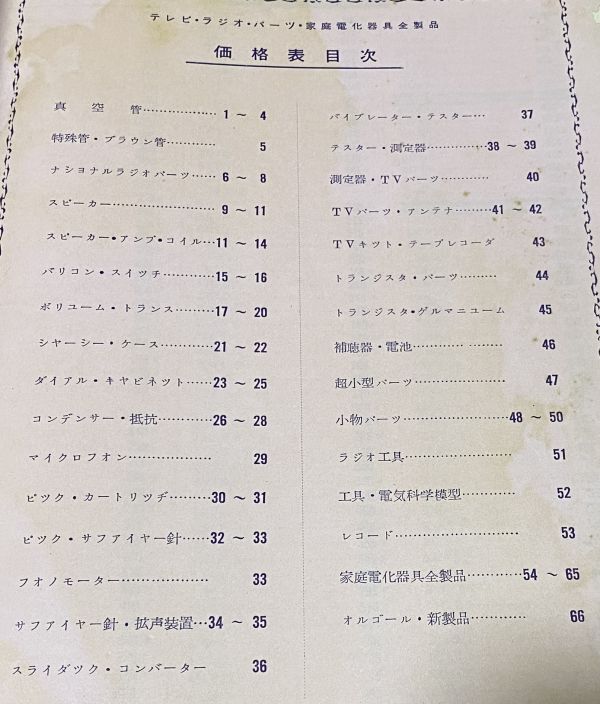 テレビ・ラジオ・パーツ・家庭電化器具全製品
価格表目次
真空管………………1～4
特殊管・ブラウン管…………5
ナショナルラジオパーツ……6～8
スピーカー……………………9～11
スピーカー・アンプ・コイル…11～14
バリコン・スイツチ…………15～16
ボリユーム・トランス………17～20
シヤーシー・ケース…………21～22
ダイアル・キヤビネツト……23～25
コンデンサー・抵抗…………26～28
マイクロフオン………………29
ピツク・カートリツヂ………30～31
ピツク・サフアイヤー針……32～33
フオノモーター………………33
サフアイヤー針・拡声装置…34～35
スライダツク・コンバーター 36
バイブレーター・テスター…37
テスター・測定器……………38～39
測定器・TVパーツ…………40
TVパーツ・アンテナ………41～42
TVキツト・テープレコーダ 43
トランジスタ・パーツ………44
トランジスタ・ゲルマニユーム 45
補聴器・電池…………………46
超小型パーツ…………………47
小物パーツ……………………48～50
ラジオ工具……………………51
工具・電気科学模型…………52
レコード………………………53
家庭電化器具全製品…………54～65
オルゴール・新製品…………66